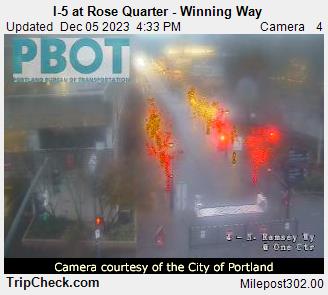 I-5 at Rose Quarter - Winning Way
Updated Dec 05 2023 4:33 PM Camera 4
PBOT
PORTLAND BUREAU OF TRANSPORTATION
4 - N. Ramsey Wy
@ One Ctr
Camera courtesy of the City of Portland
TripCheck.com Milepost302.00